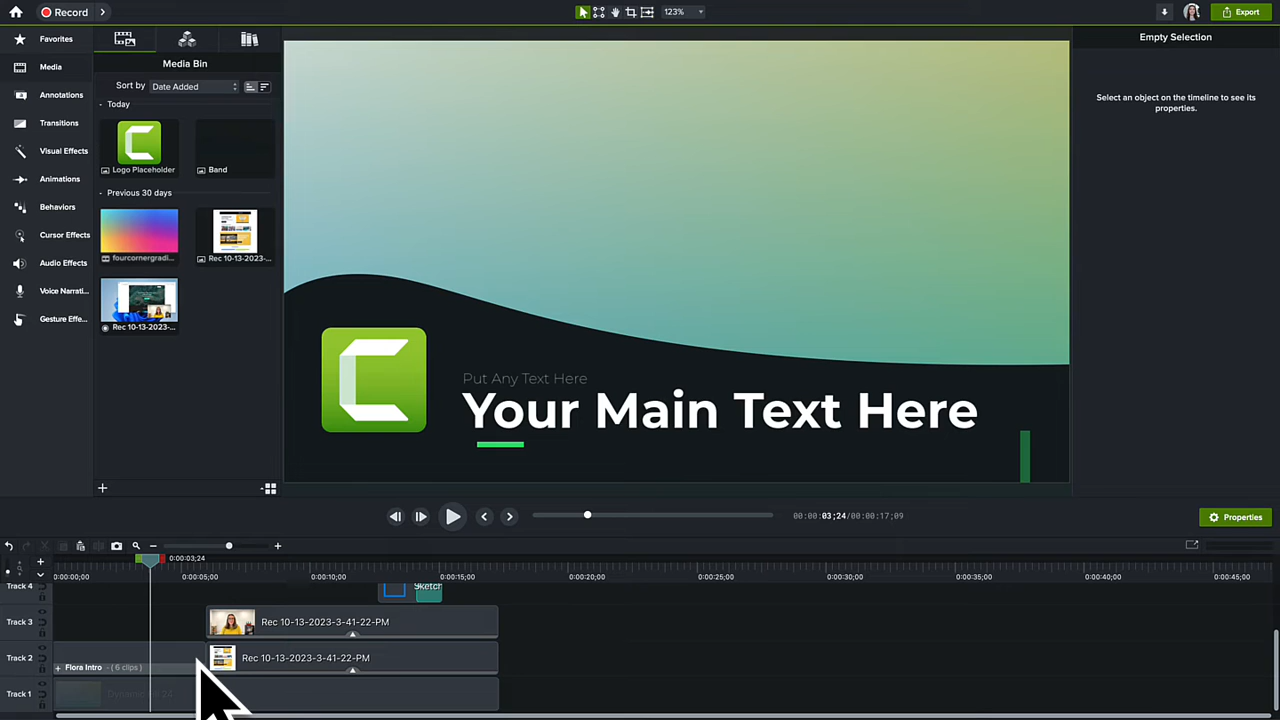 Record
123%
Export
Favorites
Media
Annotations
Transitions
Visual Effects
Animations
Behaviors
Cursor Effects
Audio Effects
Voice Narrati...
Gesture Effe...
Media Bin
Sort by Date Added
Today
Logo Placeholder
Band
Previous 30 days
fourcornergradi...
Rec 10-13-2023-...
Rec 10-13-2023-...
Put Any Text Here
Your Main Text Here
Empty Selection
Select an object on the timeline to see its
properties.
00:00:03;24/00:00:17;09
Properties
0:00:03;24
0:00:00;00
0:00:05;00
0:00:10;00
0:00:15;00
0:00:20;00
0:00:25;00
0:00:30;00
0:00:35;00
0:00:40;00
0:00:45;00
Track 4
Sketch
Track 3
Rec 10-13-2023-3-41-22-PM
Track 2
+ Flora Intro - ( 6 clips )
Rec 10-13-2023-3-41-22-PM
Track 1